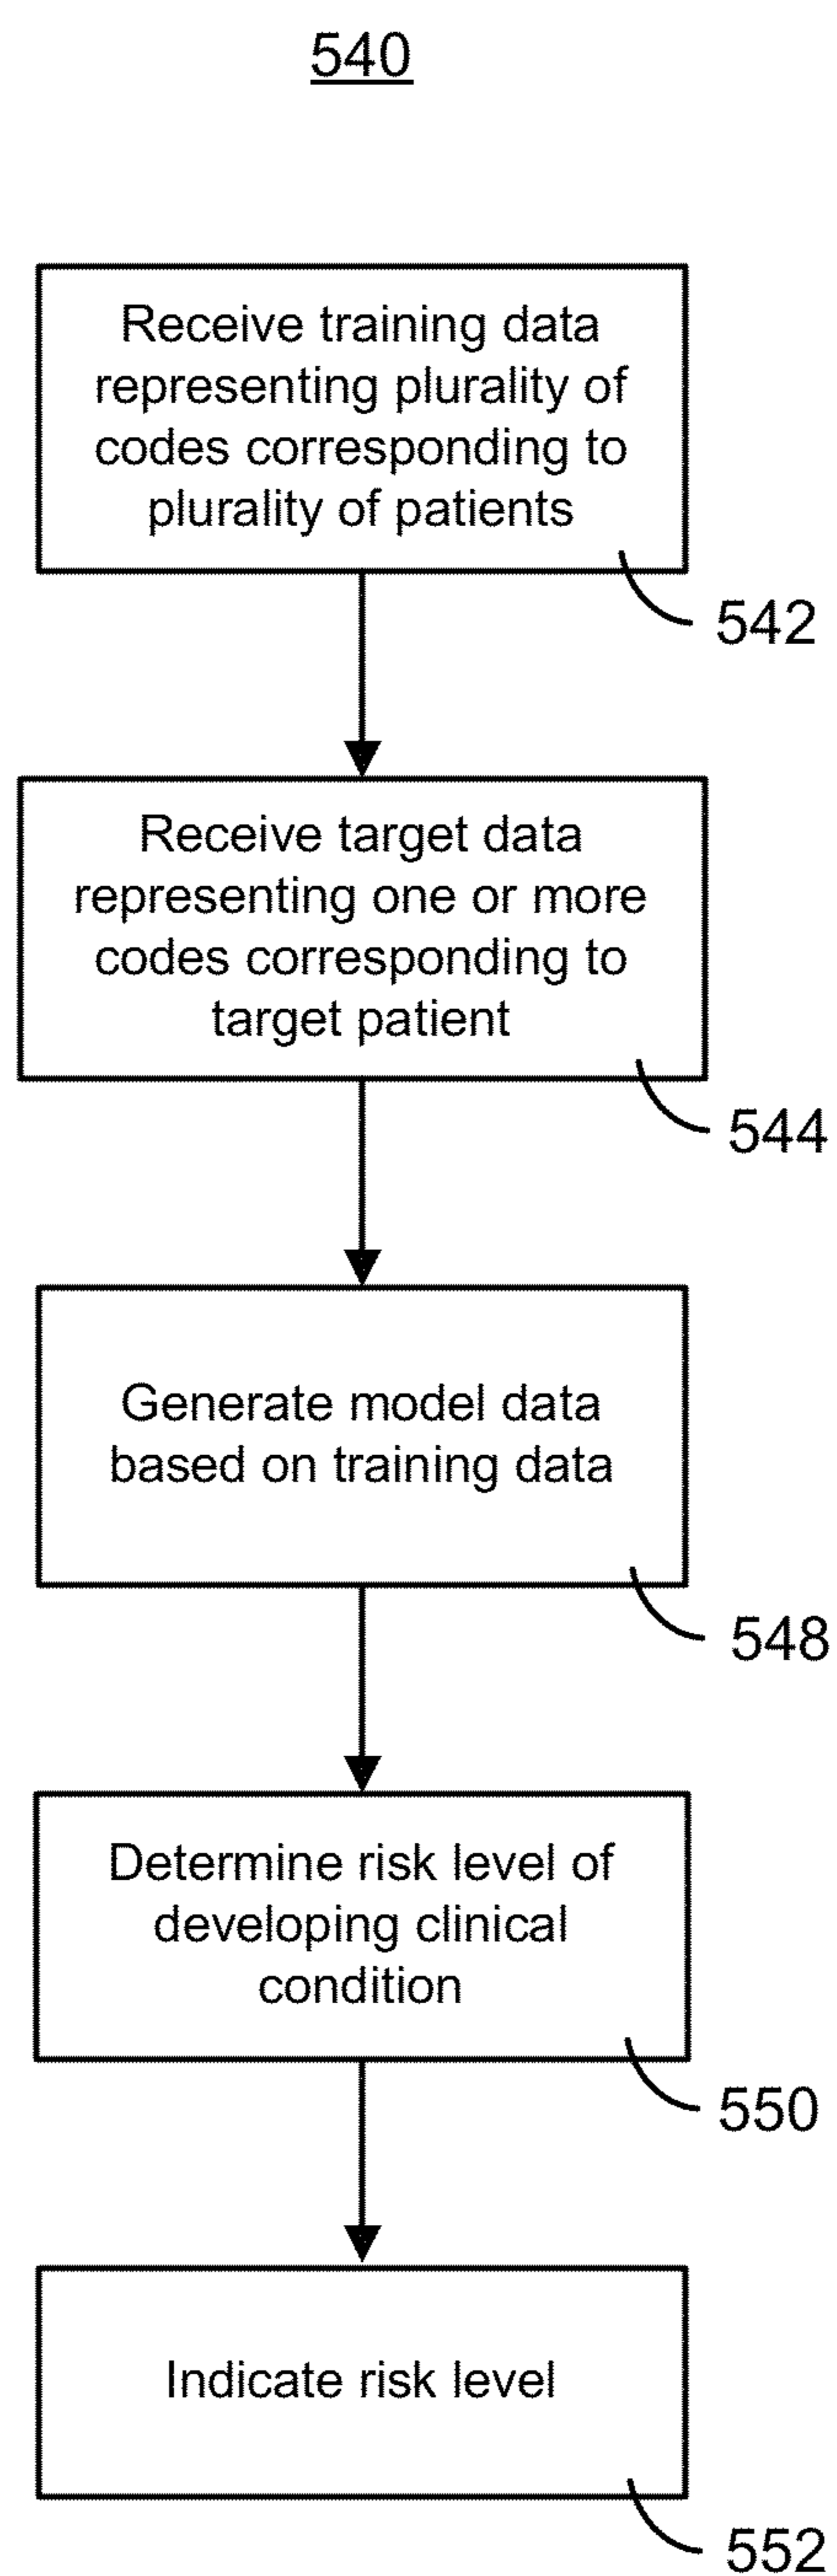 540
Receive training data
representing plurality of
codes corresponding to
plurality of patients
542
Receive target data
representing one or more
codes corresponding to
target patient
544
Generate model data
based on training data
548
Determine risk level of
developing clinical
condition
550
Indicate risk level
552